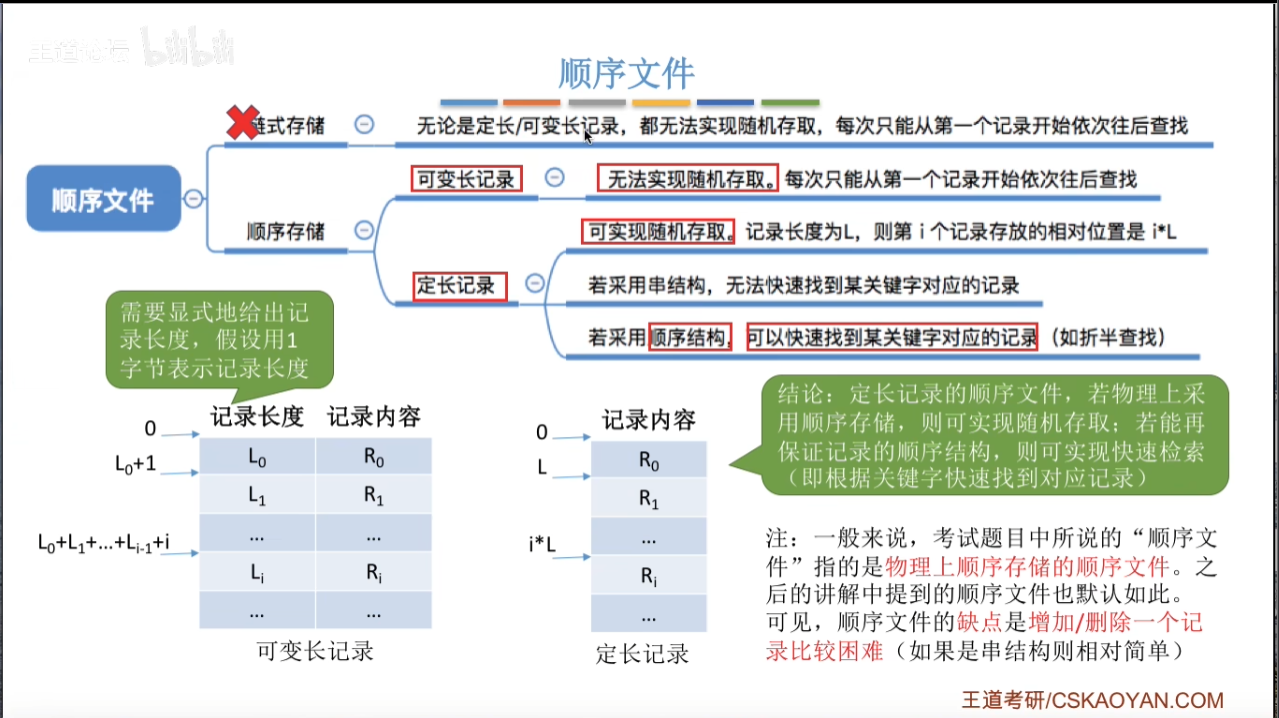 王道论坛 bilibili
顺序文件
链式存储
无论是定长/可变长记录，都无法实现随机存取，每次只能从第一个记录开始依次往后查找
可变长记录
无法实现随机存取。每次只能从第一个记录开始依次往后查找
顺序文件
顺序存储
可实现随机存取。记录长度为L，则第 i 个记录存放的相对位置是 i*L
定长记录
若采用串结构，无法快速找到某关键字对应的记录
若采用顺序结构，可以快速找到某关键字对应的记录（如折半查找）
需要显式地给出记
录长度，假设用1
字节表示记录长度
记录长度 记录内容
0
L0 R0
L0+1
L1 R1
... ...
L0+L1+...+Li-1+i
Li Ri
... ...
可变长记录
记录内容
0
R0
L
R1
...
i*L
Ri
...
定长记录
结论：定长记录的顺序文件，若物理上采
用顺序存储，则可实现随机存取；若能再
保证记录的顺序结构，则可实现快速检索
（即根据关键字快速找到对应记录）
注：一般来说，考试题目中所说的“顺序文
件”指的是物理上顺序存储的顺序文件。之
后的讲解中提到的顺序文件也默认如此。
可见，顺序文件的缺点是增加/删除一个记
录比较困难（如果是串结构则相对简单）
王道考研/CSKAOYAN.COM